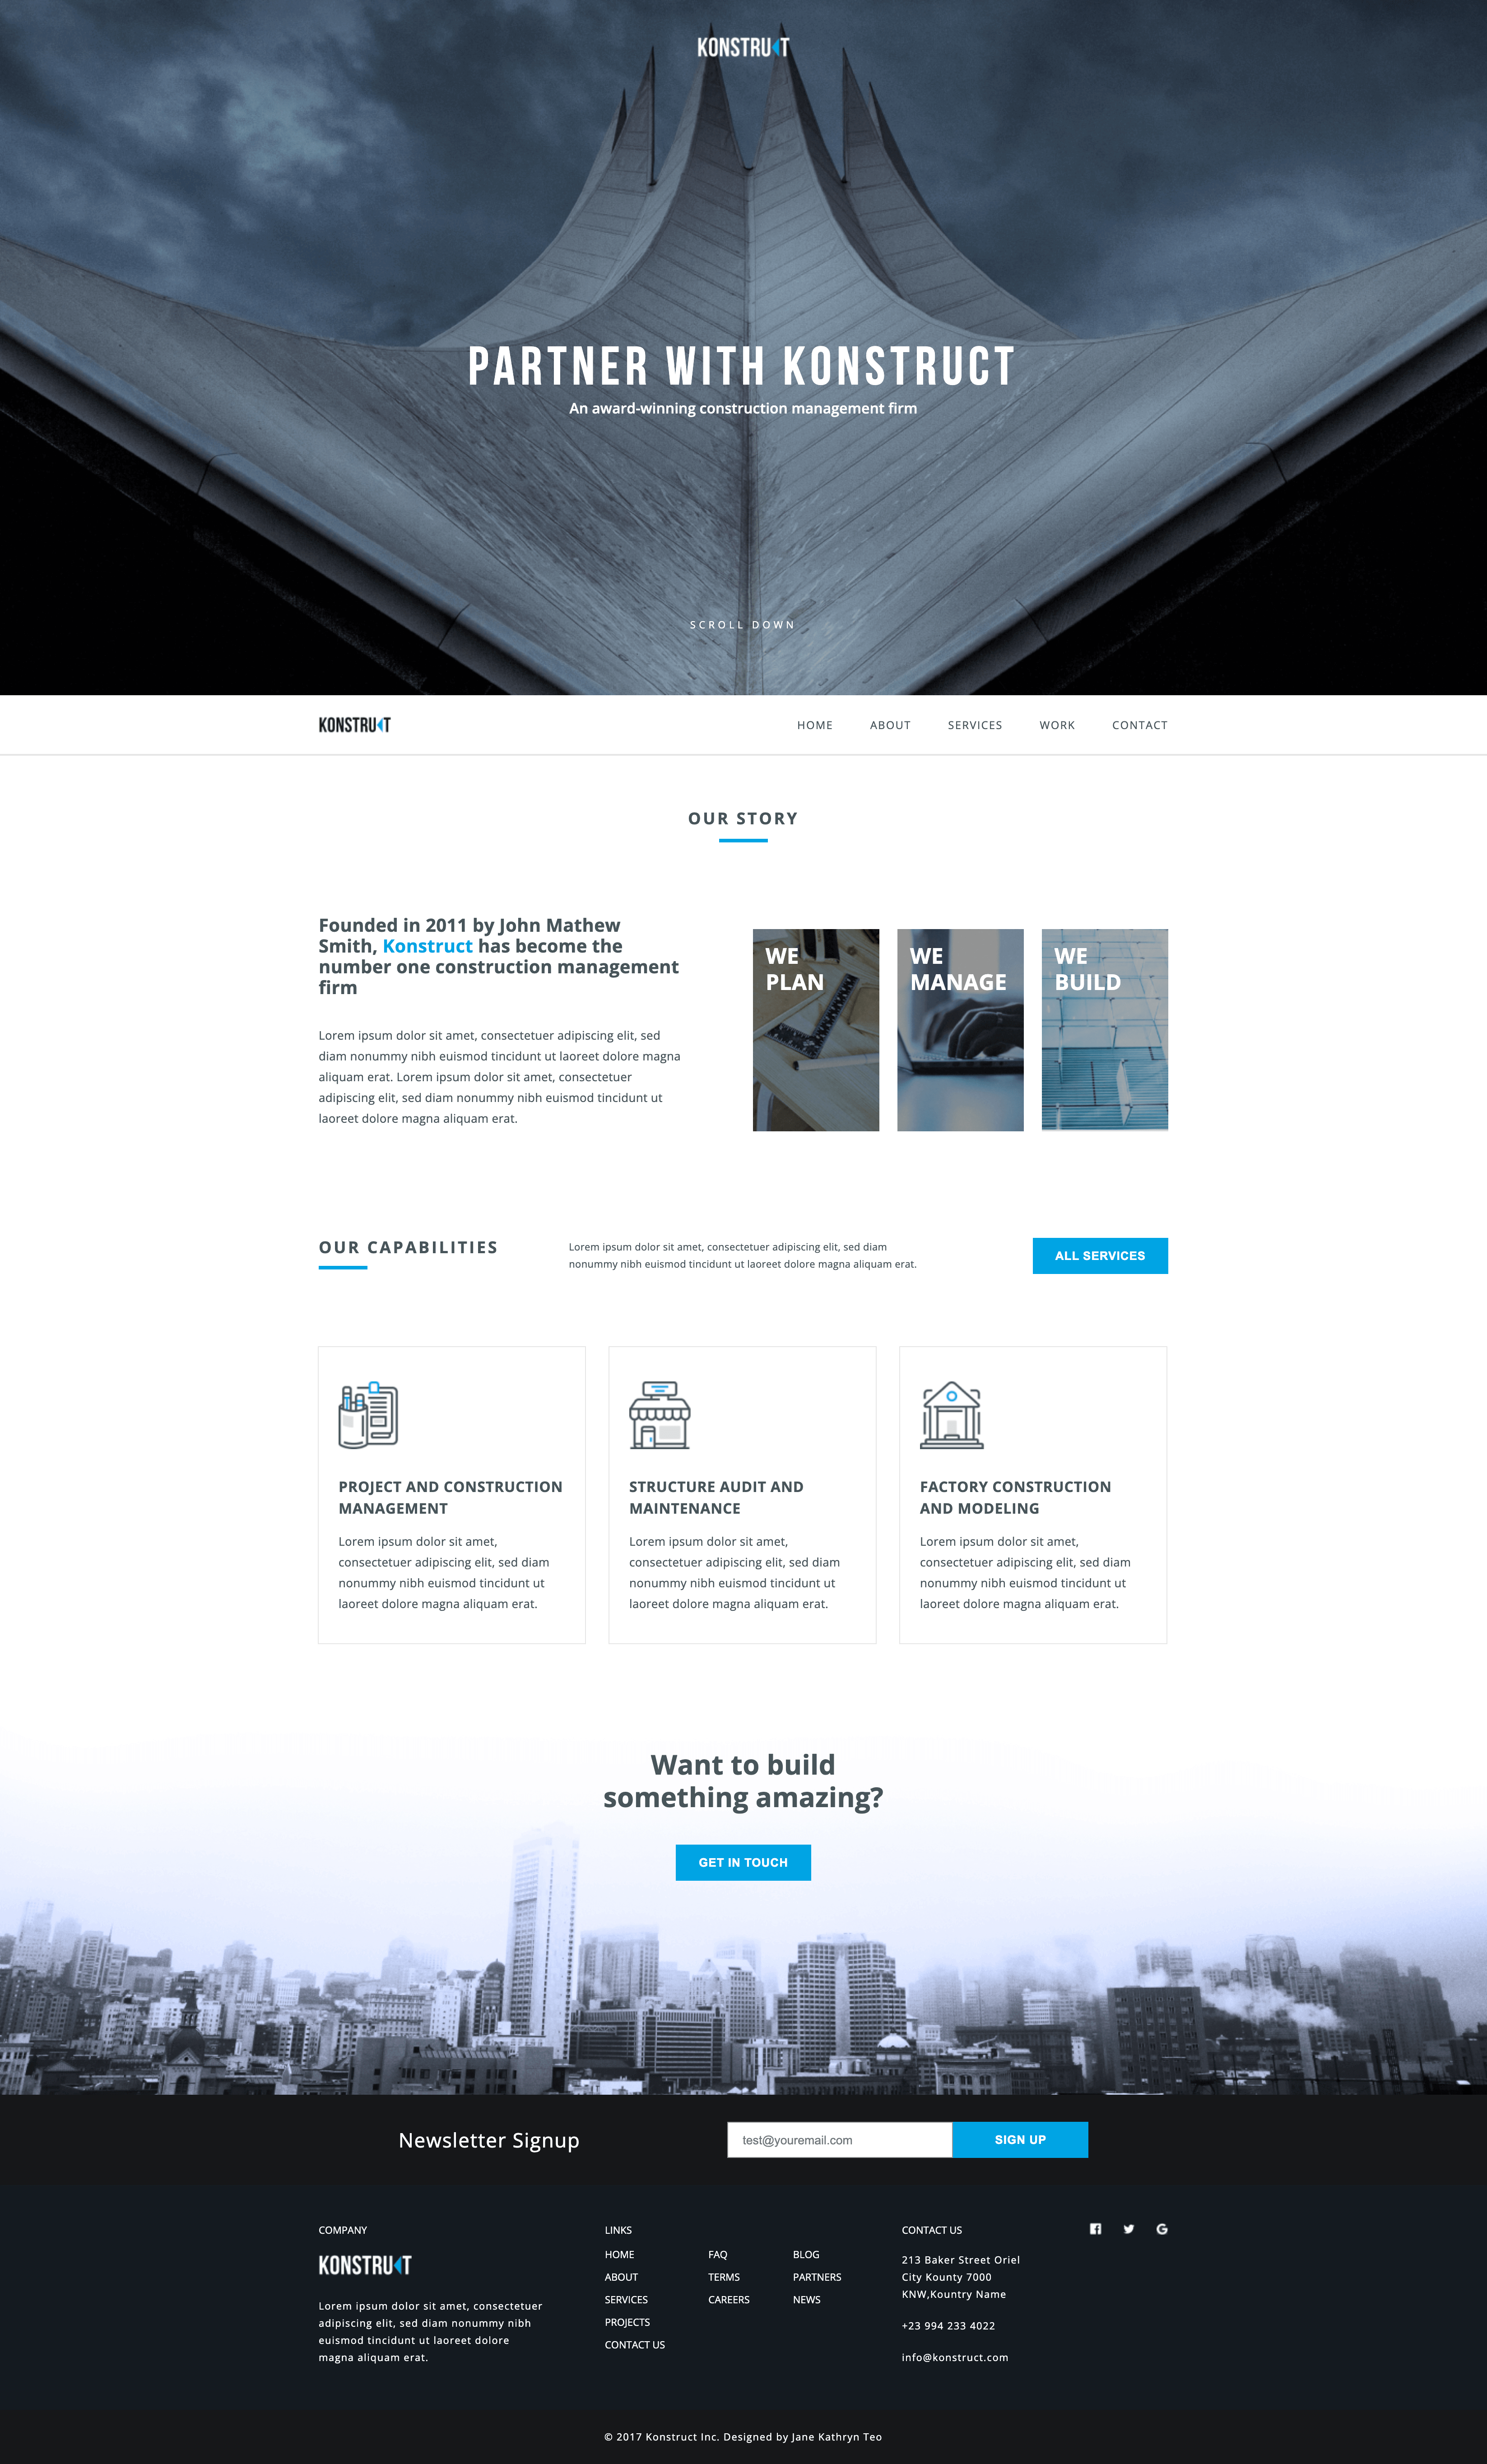 KONSTRUKT
PARTNER WITH KONSTRUCT
An award-winning construction management firm
SCROLL DOWN
KONSTRUKT
HOME ABOUT SERVICES WORK CONTACT
OUR STORY
Founded in 2011 by John Mathew
Smith, Konstruct has become the
number one construction management
firm
Lorem ipsum dolor sit amet, consectetuer adipiscing elit, sed
diam nonummy nibh euismod tincidunt ut laoreet dolore magna
aliquam erat. Lorem ipsum dolor sit amet, consectetuer
adipiscing elit, sed diam nonummy nibh euismod tincidunt ut
laoreet dolore magna aliquam erat.
WE
PLAN
WE
MANAGE
WE
BUILD
OUR CAPABILITIES
Lorem ipsum dolor sit amet, consectetuer adipiscing elit, sed diam
nonummy nibh euismod tincidunt ut laoreet dolore magna aliquam erat.
ALL SERVICES
PROJECT AND CONSTRUCTION
MANAGEMENT
Lorem ipsum dolor sit amet,
consectetuer adipiscing elit, sed diam
nonummy nibh euismod tincidunt ut
laoreet dolore magna aliquam erat.
STRUCTURE AUDIT AND
MAINTENANCE
Lorem ipsum dolor sit amet,
consectetuer adipiscing elit, sed diam
nonummy nibh euismod tincidunt ut
laoreet dolore magna aliquam erat.
FACTORY CONSTRUCTION
AND MODELING
Lorem ipsum dolor sit amet,
consectetuer adipiscing elit, sed diam
nonummy nibh euismod tincidunt ut
laoreet dolore magna aliquam erat.
Want to build
something amazing?
GET IN TOUCH
Newsletter Signup
test@youremail.com
SIGN UP
COMPANY
KONSTRUKT
Lorem ipsum dolor sit amet, consectetuer
adipiscing elit, sed diam nonummy nibh
euismod tincidunt ut laoreet dolore
magna aliquam erat.
LINKS
HOME
ABOUT
SERVICES
PROJECTS
CONTACT US
FAQ
TERMS
CAREERS
BLOG
PARTNERS
NEWS
CONTACT US
213 Baker Street Oriel
City Kounty 7000
KNW,Kountry Name
+23 994 233 4022
info@konstruct.com
© 2017 Konstruct Inc. Designed by Jane Kathryn Teo